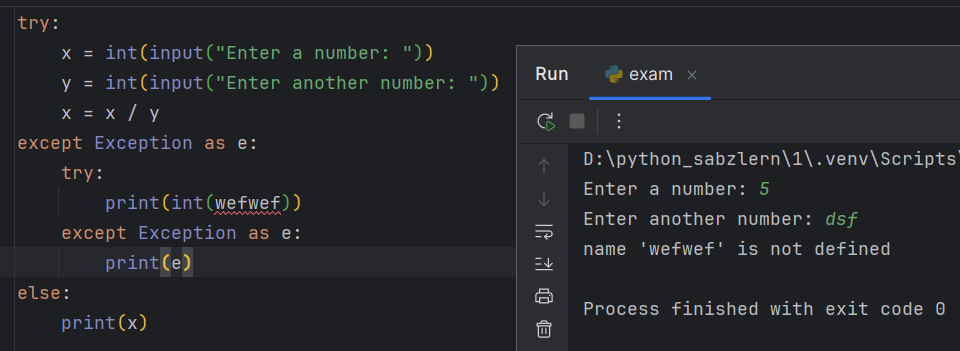 try:
    x = int(input("Enter a number: "))
    y = int(input("Enter another number: "))
    x = x / y
except Exception as e:
    try:
        print(int(wefwef))
    except Exception as e:
        print(e)
else:
    print(x)
Run exam
D:\python_sabzlern\1\.venv\Scripts\
Enter a number: 5
Enter another number: dsf
name 'wefwef' is not defined
Process finished with exit code 0